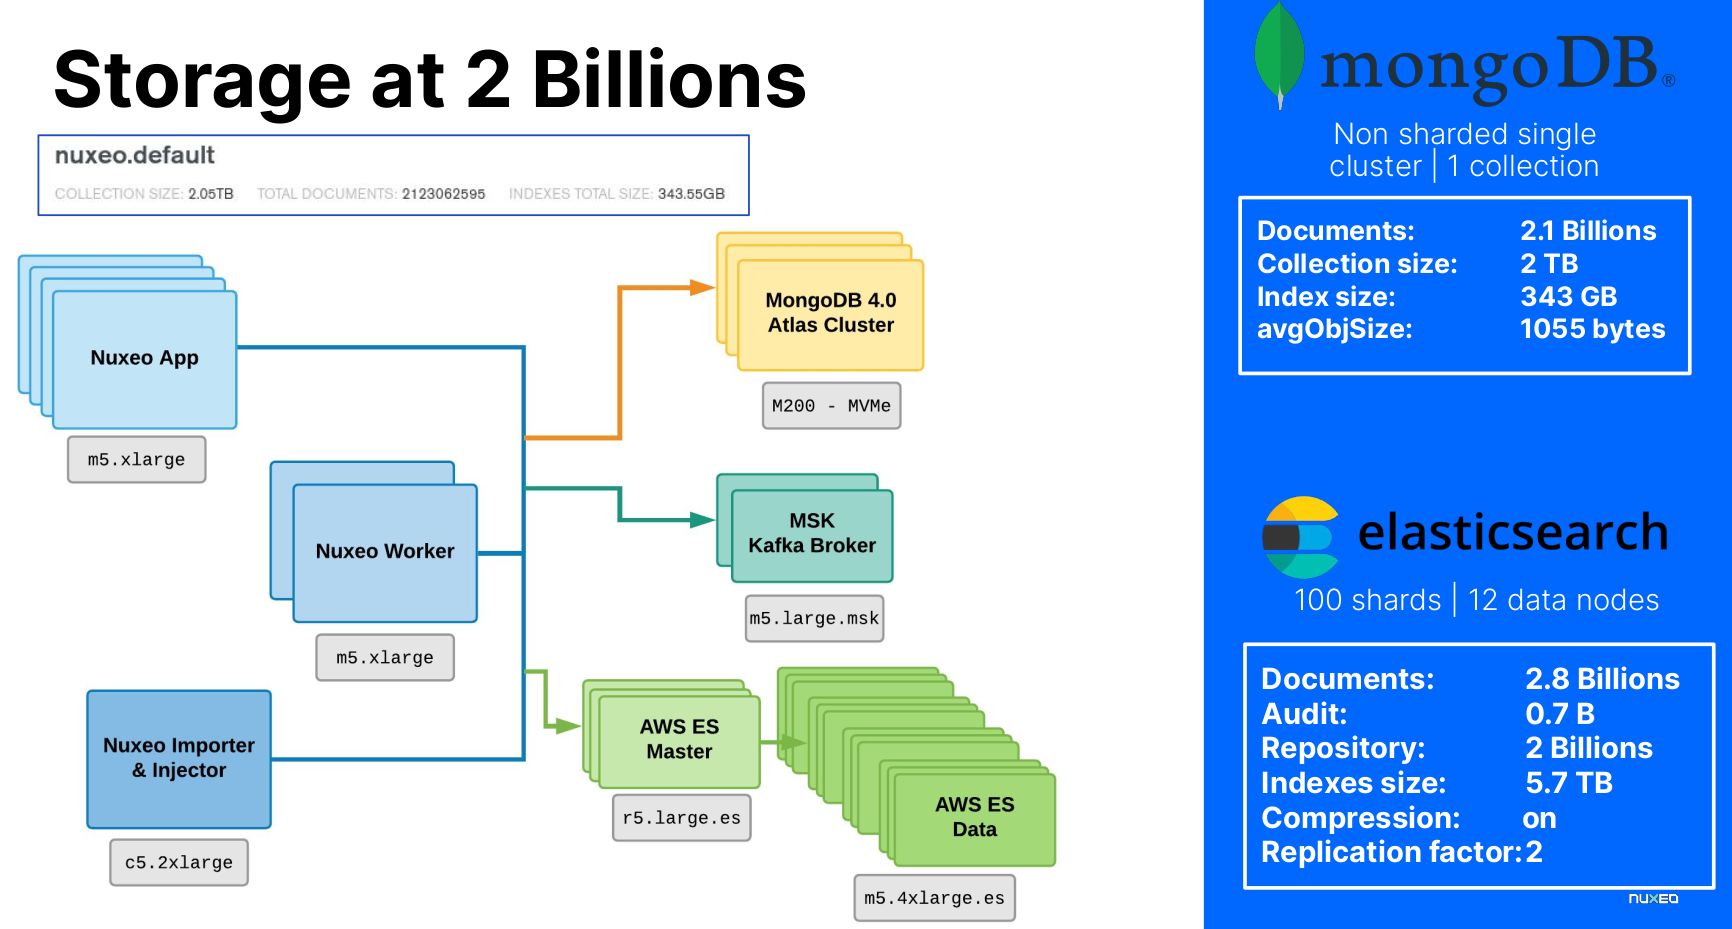 Storage at 2 Billions
nuxeo.default
COLLECTION SIZE: 2.05TB TOTAL DOCUMENTS: 2123062595 INDEXES TOTAL SIZE: 343.55GB
Nuxeo App
m5.xlarge
Nuxeo Worker
m5.xlarge
Nuxeo Importer
& Injector
c5.2xlarge
MongoDB 4.0
Atlas Cluster
M200 - MVMe
MSK
Kafka Broker
m5.large.msk
AWS ES
Master
r5.large.es
AWS ES
Data
m5.4xlarge.es
mongoDB®
Non sharded single
cluster | 1 collection
Documents: 2.1 Billions
Collection size: 2 TB
Index size: 343 GB
avgObjSize: 1055 bytes
elasticsearch
100 shards | 12 data nodes
Documents: 2.8 Billions
Audit: 0.7 B
Repository: 2 Billions
Indexes size: 5.7 TB
Compression: on
Replication factor: 2
nuxeo